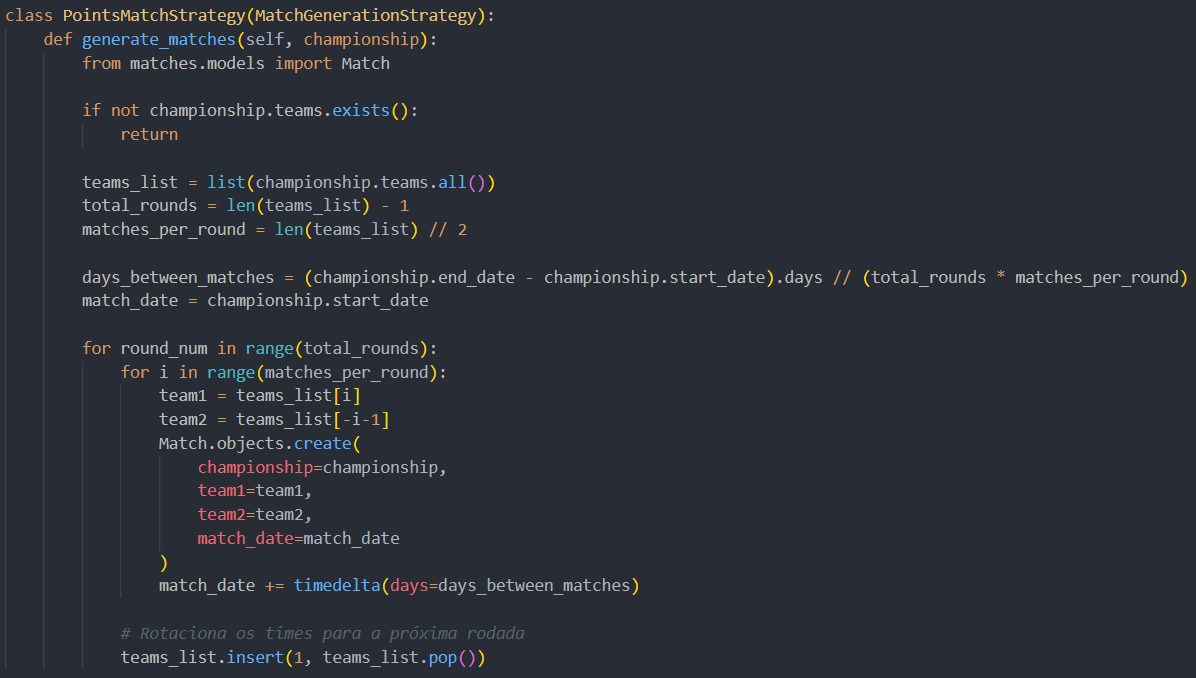 class PointsMatchStrategy(MatchGenerationStrategy):
    def generate_matches(self, championship):
        from matches.models import Match

        if not championship.teams.exists():
            return

        teams_list = list(championship.teams.all())
        total_rounds = len(teams_list) - 1
        matches_per_round = len(teams_list) // 2

        days_between_matches = (championship.end_date - championship.start_date).days // (total_rounds * matches_per_round)
        match_date = championship.start_date

        for round_num in range(total_rounds):
            for i in range(matches_per_round):
                team1 = teams_list[i]
                team2 = teams_list[-i-1]
                Match.objects.create(
                    championship=championship,
                    team1=team1,
                    team2=team2,
                    match_date=match_date
                )
                match_date += timedelta(days=days_between_matches)

            # Rotaciona os times para a próxima rodada
            teams_list.insert(1, teams_list.pop())